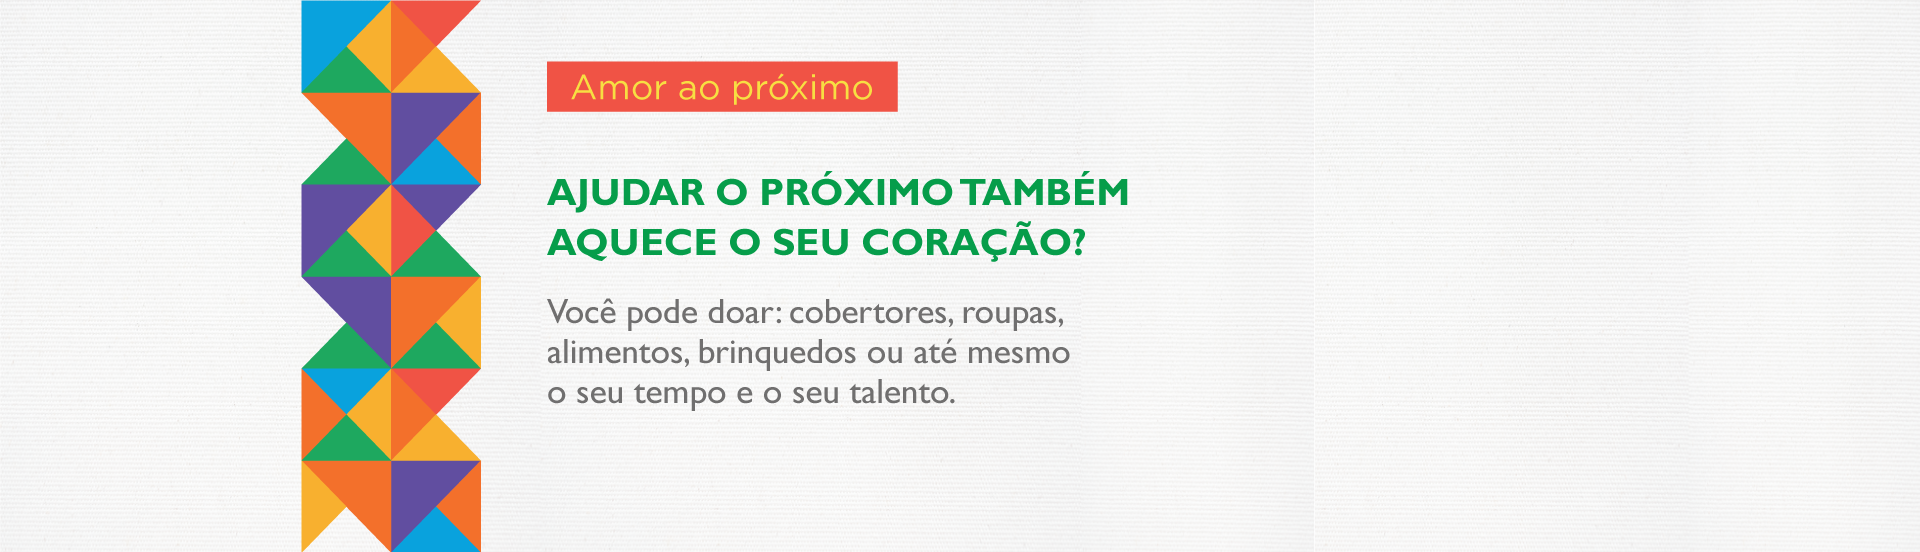 Amor ao próximo
AJUDAR O PRÓXIMO TAMBÉM
AQUECE O SEU CORAÇÃO?
Você pode doar: cobertores, roupas,
alimentos, brinquedos ou até mesmo
o seu tempo e o seu talento.